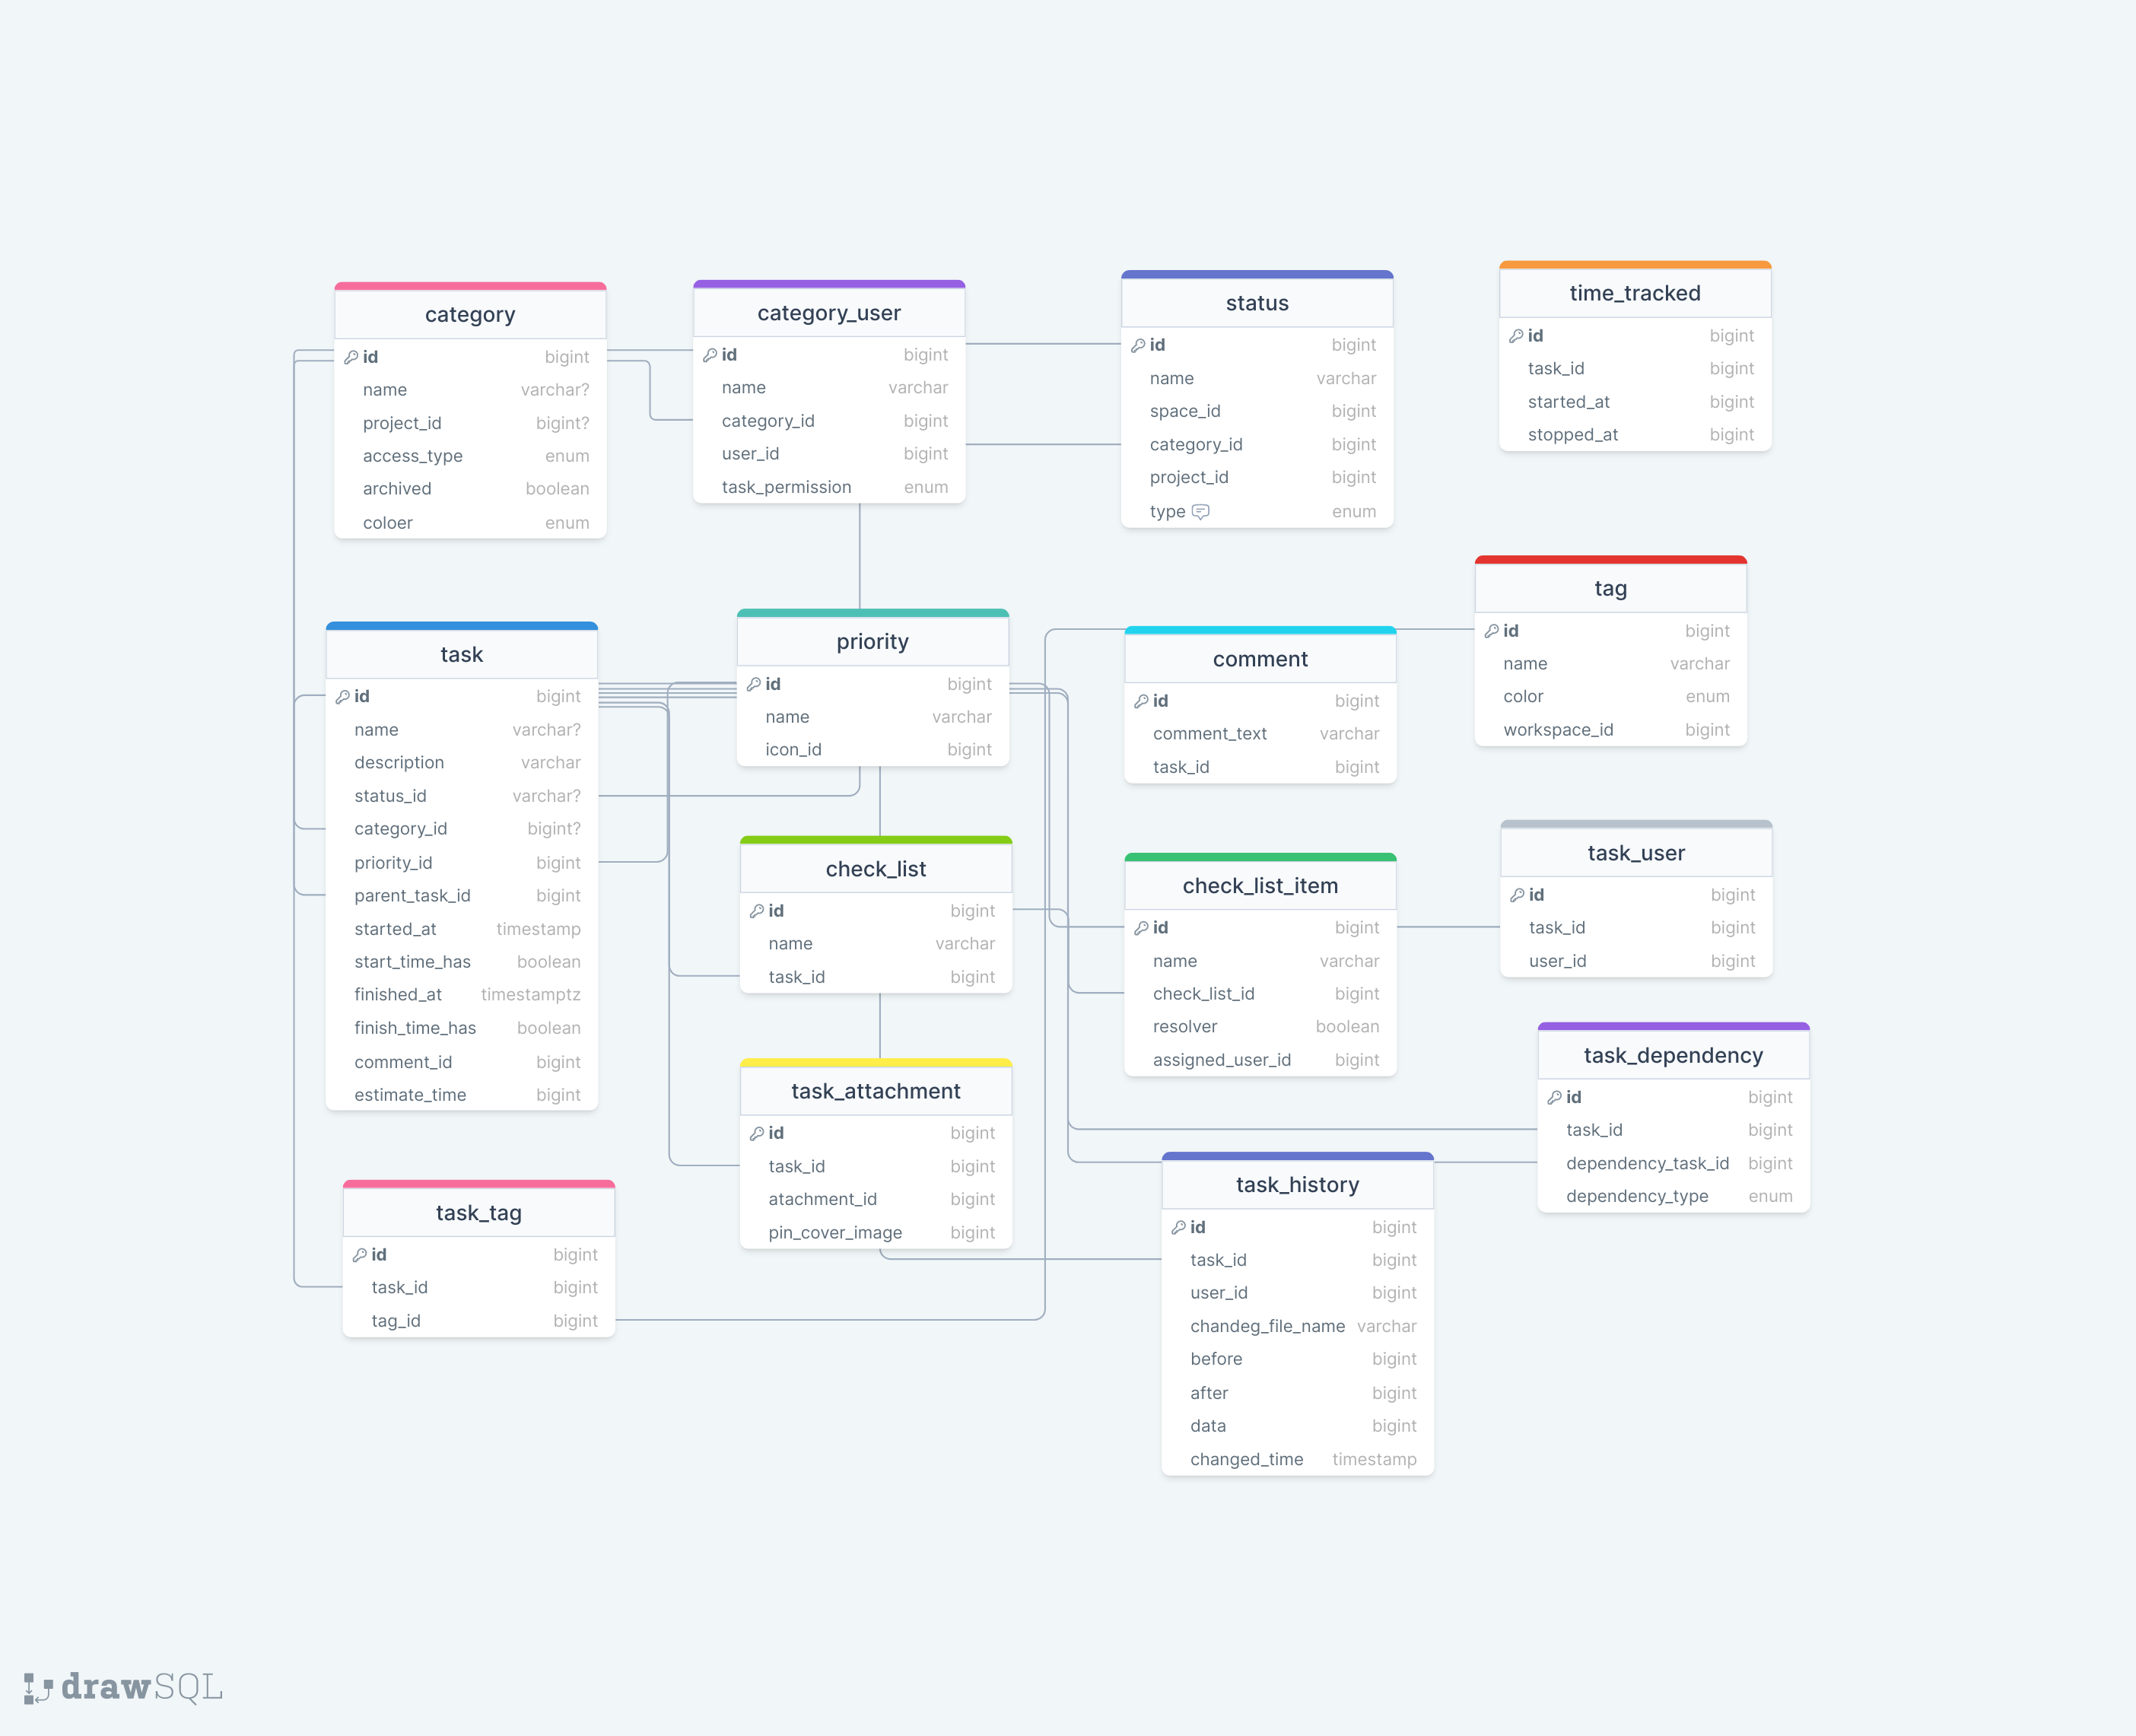 category
id bigint
name varchar?
project_id bigint?
access_type enum
archived boolean
coloer enum
category_user
id bigint
name varchar
category_id bigint
user_id bigint
task_permission enum
status
id bigint
name varchar
space_id bigint
category_id bigint
project_id bigint
type enum
time_tracked
id bigint
task_id bigint
started_at bigint
stopped_at bigint
task
id bigint
name varchar?
description varchar
status_id varchar?
category_id bigint?
priority_id bigint
parent_task_id bigint
started_at timestamp
start_time_has boolean
finished_at timestamptz
finish_time_has boolean
comment_id bigint
estimate_time bigint
priority
id bigint
name varchar
icon_id bigint
comment
id bigint
comment_text varchar
task_id bigint
tag
id bigint
name varchar
color enum
workspace_id bigint
check_list
id bigint
name varchar
task_id bigint
check_list_item
id bigint
name varchar
check_list_id bigint
resolver boolean
assigned_user_id bigint
task_user
id bigint
task_id bigint
user_id bigint
task_attachment
id bigint
task_id bigint
atachment_id bigint
pin_cover_image bigint
task_dependency
id bigint
task_id bigint
dependency_task_id bigint
dependency_type enum
task_tag
id bigint
task_id bigint
tag_id bigint
task_history
id bigint
task_id bigint
user_id bigint
chandeg_file_name varchar
before bigint
after bigint
data bigint
changed_time timestamp
drawSQL